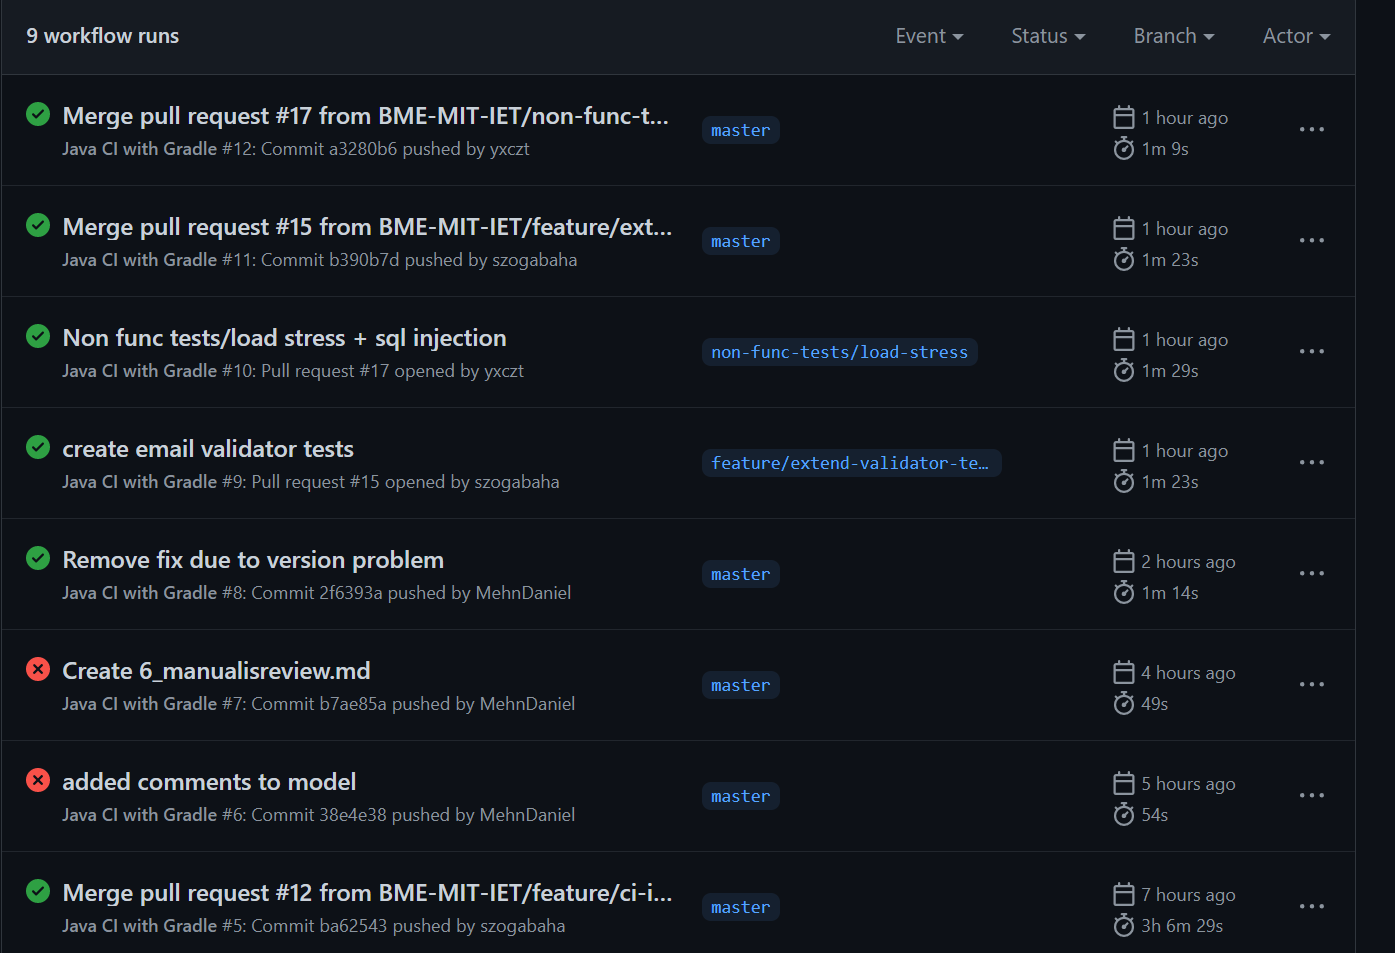 9 workflow runs
Event Status Branch Actor
Merge pull request #17 from BME-MIT-IET/non-func-t...
Java CI with Gradle #12: Commit a3280b6 pushed by yxczt
master
1 hour ago
1m 9s
Merge pull request #15 from BME-MIT-IET/feature/ext...
Java CI with Gradle #11: Commit b390b7d pushed by szogabaha
master
1 hour ago
1m 23s
Non func tests/load stress + sql injection
Java CI with Gradle #10: Pull request #17 opened by yxczt
non-func-tests/load-stress
1 hour ago
1m 29s
create email validator tests
Java CI with Gradle #9: Pull request #15 opened by szogabaha
feature/extend-validator-te...
1 hour ago
1m 23s
Remove fix due to version problem
Java CI with Gradle #8: Commit 2f6393a pushed by MehnDaniel
master
2 hours ago
1m 14s
Create 6_manualisreview.md
Java CI with Gradle #7: Commit b7ae85a pushed by MehnDaniel
master
4 hours ago
49s
added comments to model
Java CI with Gradle #6: Commit 38e4e38 pushed by MehnDaniel
master
5 hours ago
54s
Merge pull request #12 from BME-MIT-IET/feature/ci-i...
Java CI with Gradle #5: Commit ba62543 pushed by szogabaha
master
7 hours ago
3h 6m 29s